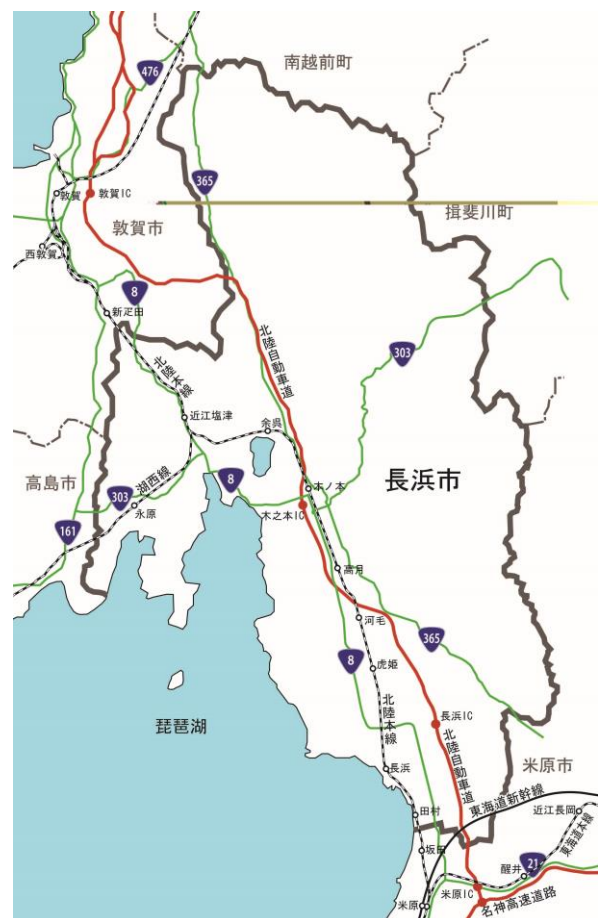 南越前町
476
365
揖斐川町
敦賀
敦賀IC
敦賀市
西敦賀
8
新疋田
北陸自動車道
303
北陸本線
近江塩津
余呉
高島市
湖西線
303
永原
8
木ノ本
木之本IC
長浜市
161
高月
河毛
365
8
虎姫
琵琶湖
北陸本線
長浜IC
北陸自動車道
長浜
米原市
東海道新幹線
田村
近江長岡
東海道本線
坂田
醒井
21
米原IC
米原
名神高速道路